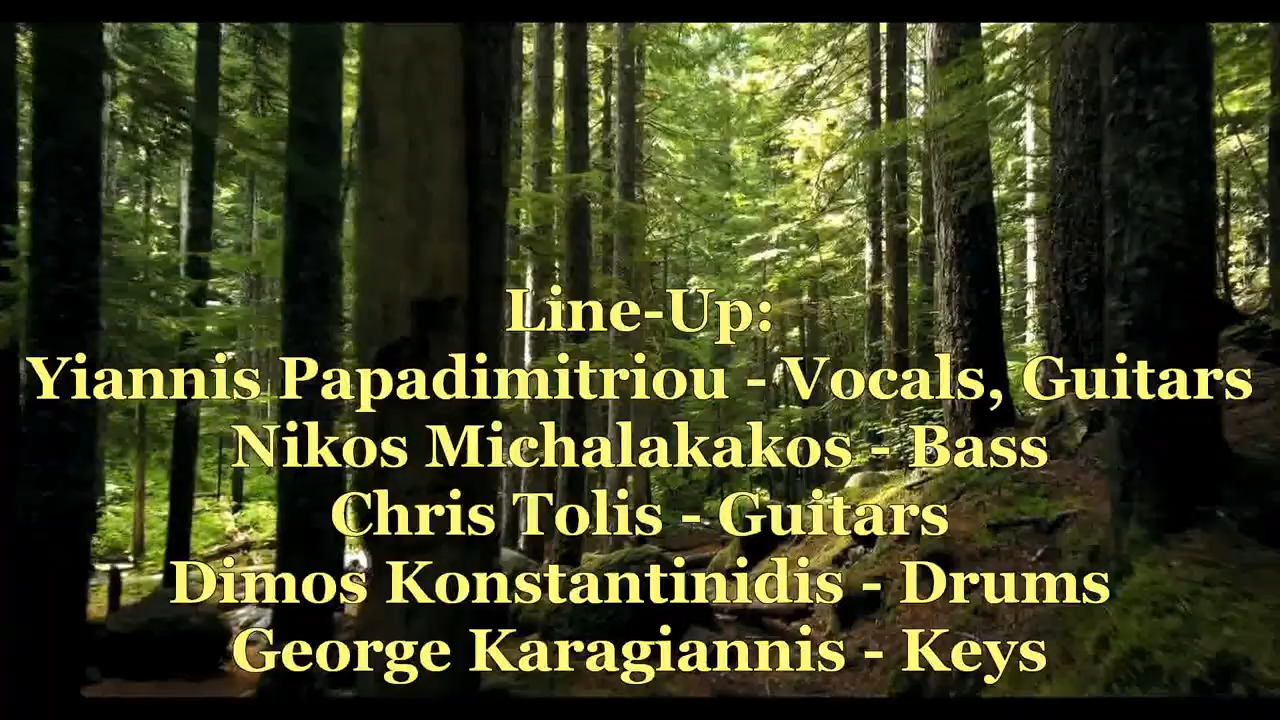 Line-Up:
Yiannis Papadimitriou - Vocals, Guitars
Nikos Michalakakos - Bass
Chris Tolis - Guitars
Dimos Konstantinidis - Drums
George Karagiannis - Keys